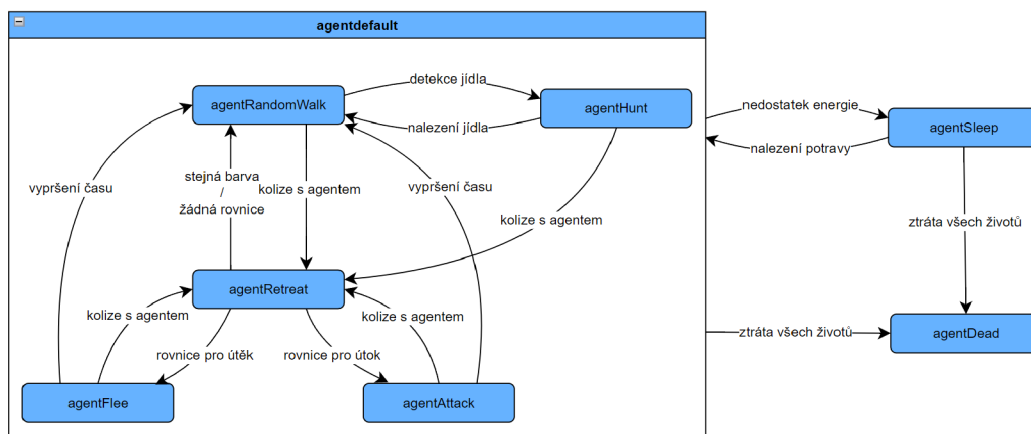 agentdefault
detekce jídla
agentRandomWalk
agentHunt
nalezení jídla
nedostatek energie
agentSleep
nalezení potravy
vypršení času
stejná barva
/
žádná rovnice
kolize s agentem
vypršení času
kolize s agentem
ztráta všech životů
agentRetreat
kolize s agentem
kolize s agentem
ztráta všech životů
agentDead
rovnice pro útěk
rovnice pro útok
agentFlee
agentAttack